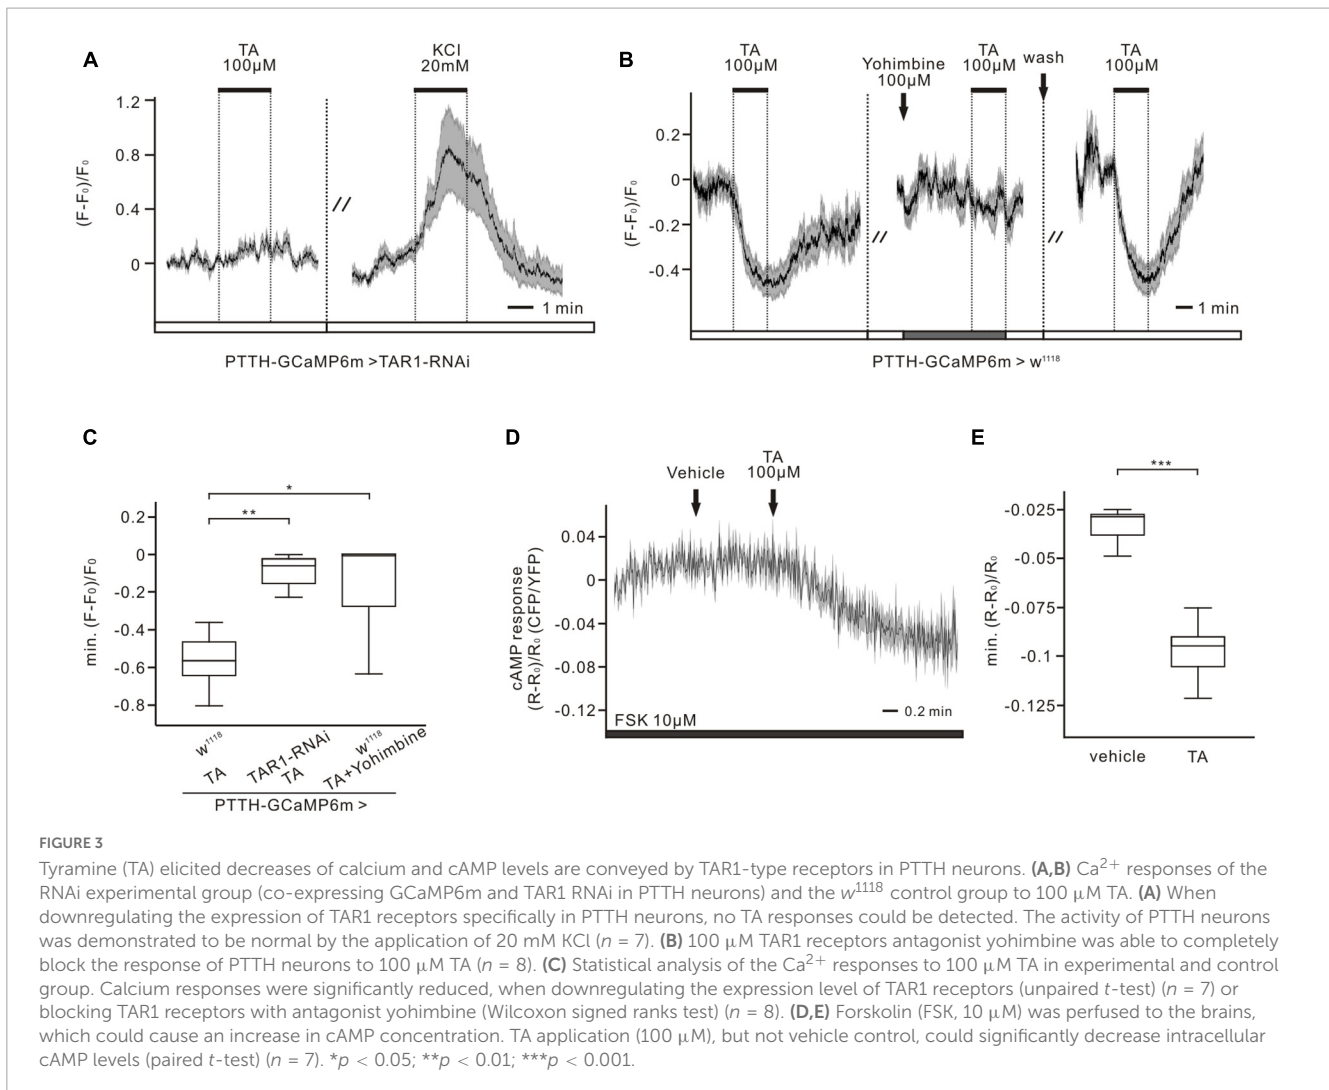 A
TA
100μM
KCl
20mM
1.2
0.8
0.4
0
(F-F₀)/F₀
//
1 min
PTTH-GCaMP6m >TAR1-RNAi
B
TA
100μM
Yohimbine
100μM
TA
100μM
wash
TA
100μM
0.2
0
-0.2
-0.4
(F-F₀)/F₀
//
//
1 min
PTTH-GCaMP6m > w¹¹¹⁸
C
0.2
0
-0.2
-0.4
-0.6
-0.8
min. (F-F₀)/F₀
*
**
w¹¹¹⁸
TA
TAR1-RNAi
TA
w¹¹¹⁸
TA+Yohimbine
PTTH-GCaMP6m >
D
Vehicle
TA
100μM
0.04
0
-0.04
-0.08
-0.12
cAMP response
(R-R₀)/R₀ (CFP/YFP)
0.2 min
FSK 10μM
E
***
-0.025
-0.05
-0.075
-0.1
-0.125
min. (R-R₀)/R₀
vehicle
TA
FIGURE 3
Tyramine (TA) elicited decreases of calcium and cAMP levels are conveyed by TAR1-type receptors in PTTH neurons. (A,B) Ca²⁺ responses of the
RNAi experimental group (co-expressing GCaMP6m and TAR1 RNAi in PTTH neurons) and the w¹¹¹⁸ control group to 100 μM TA. (A) When
downregulating the expression of TAR1 receptors specifically in PTTH neurons, no TA responses could be detected. The activity of PTTH neurons
was demonstrated to be normal by the application of 20 mM KCl (n = 7). (B) 100 μM TAR1 receptors antagonist yohimbine was able to completely
block the response of PTTH neurons to 100 μM TA (n = 8). (C) Statistical analysis of the Ca²⁺ responses to 100 μM TA in experimental and control
group. Calcium responses were significantly reduced, when downregulating the expression level of TAR1 receptors (unpaired t-test) (n = 7) or
blocking TAR1 receptors with antagonist yohimbine (Wilcoxon signed ranks test) (n = 8). (D,E) Forskolin (FSK, 10 μM) was perfused to the brains,
which could cause an increase in cAMP concentration. TA application (100 μM), but not vehicle control, could significantly decrease intracellular
cAMP levels (paired t-test) (n = 7). *p < 0.05; **p < 0.01; ***p < 0.001.